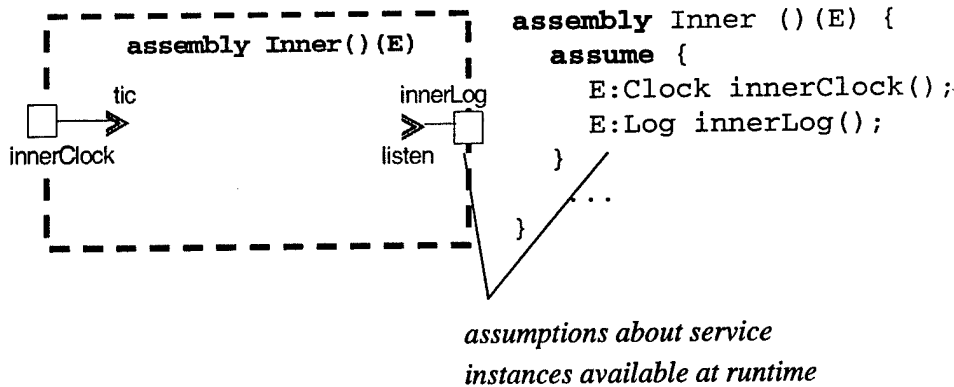 assembly Inner()(E)
tic
innerClock
innerLog
listen
assembly Inner ()(E) {
assume {
E:Clock innerClock();
E:Log innerLog();
}
...
}
assumptions about service
instances available at runtime